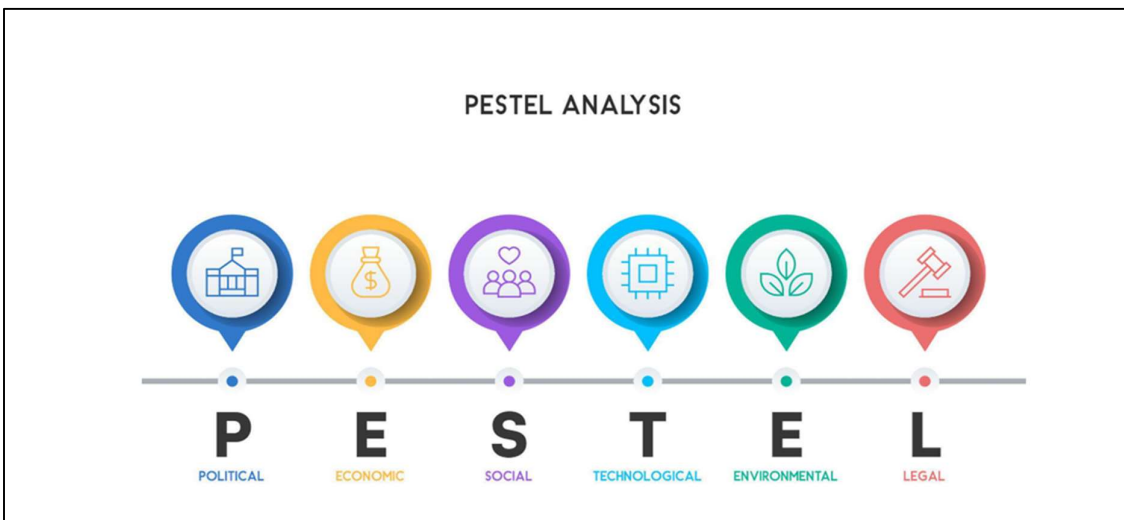 PESTEL ANALYSIS
$
P E S T E L
POLITICAL ECONOMIC SOCIAL TECHNOLOGICAL ENVIRONMENTAL LEGAL